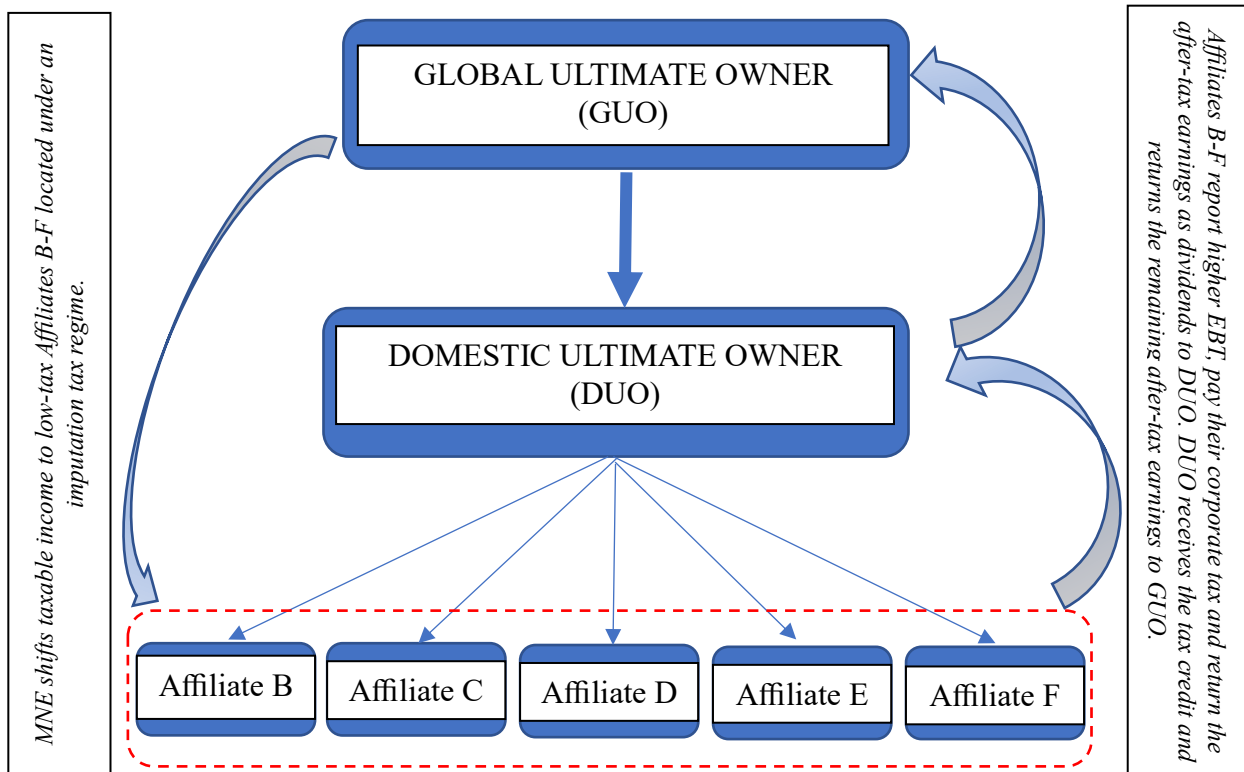 MNE shifts taxable income to low-tax Affiliates B-F located under an
imputation tax regime.
GLOBAL ULTIMATE OWNER
(GUO)
DOMESTIC ULTIMATE OWNER
(DUO)
Affiliate B
Affiliate C
Affiliate D
Affiliate E
Affiliate F
Affiliates B-F report higher EBT, pay their corporate tax and return the
after-tax earnings as dividends to DUO. DUO receives the tax credit and
returns the remaining after-tax earnings to GUO.